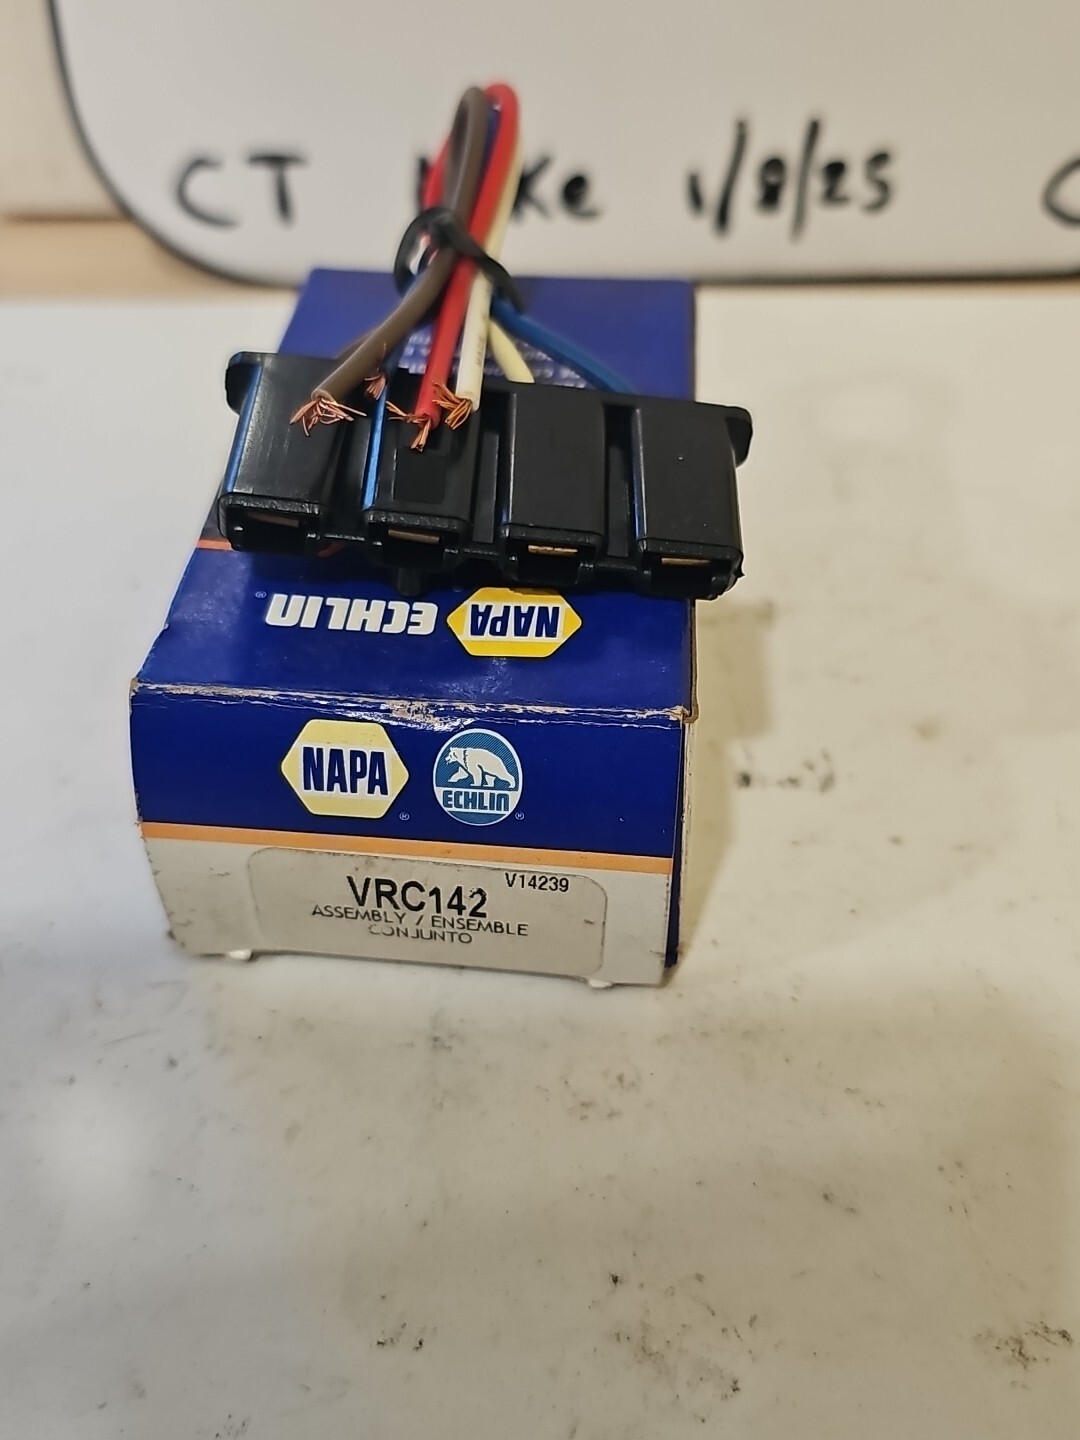 CT
1/8/25
C
ECHLIN NAPA
NAPA ECHLIN
VRC142 V14239
ASSEMBLY / ENSEMBLE
CONJUNTO